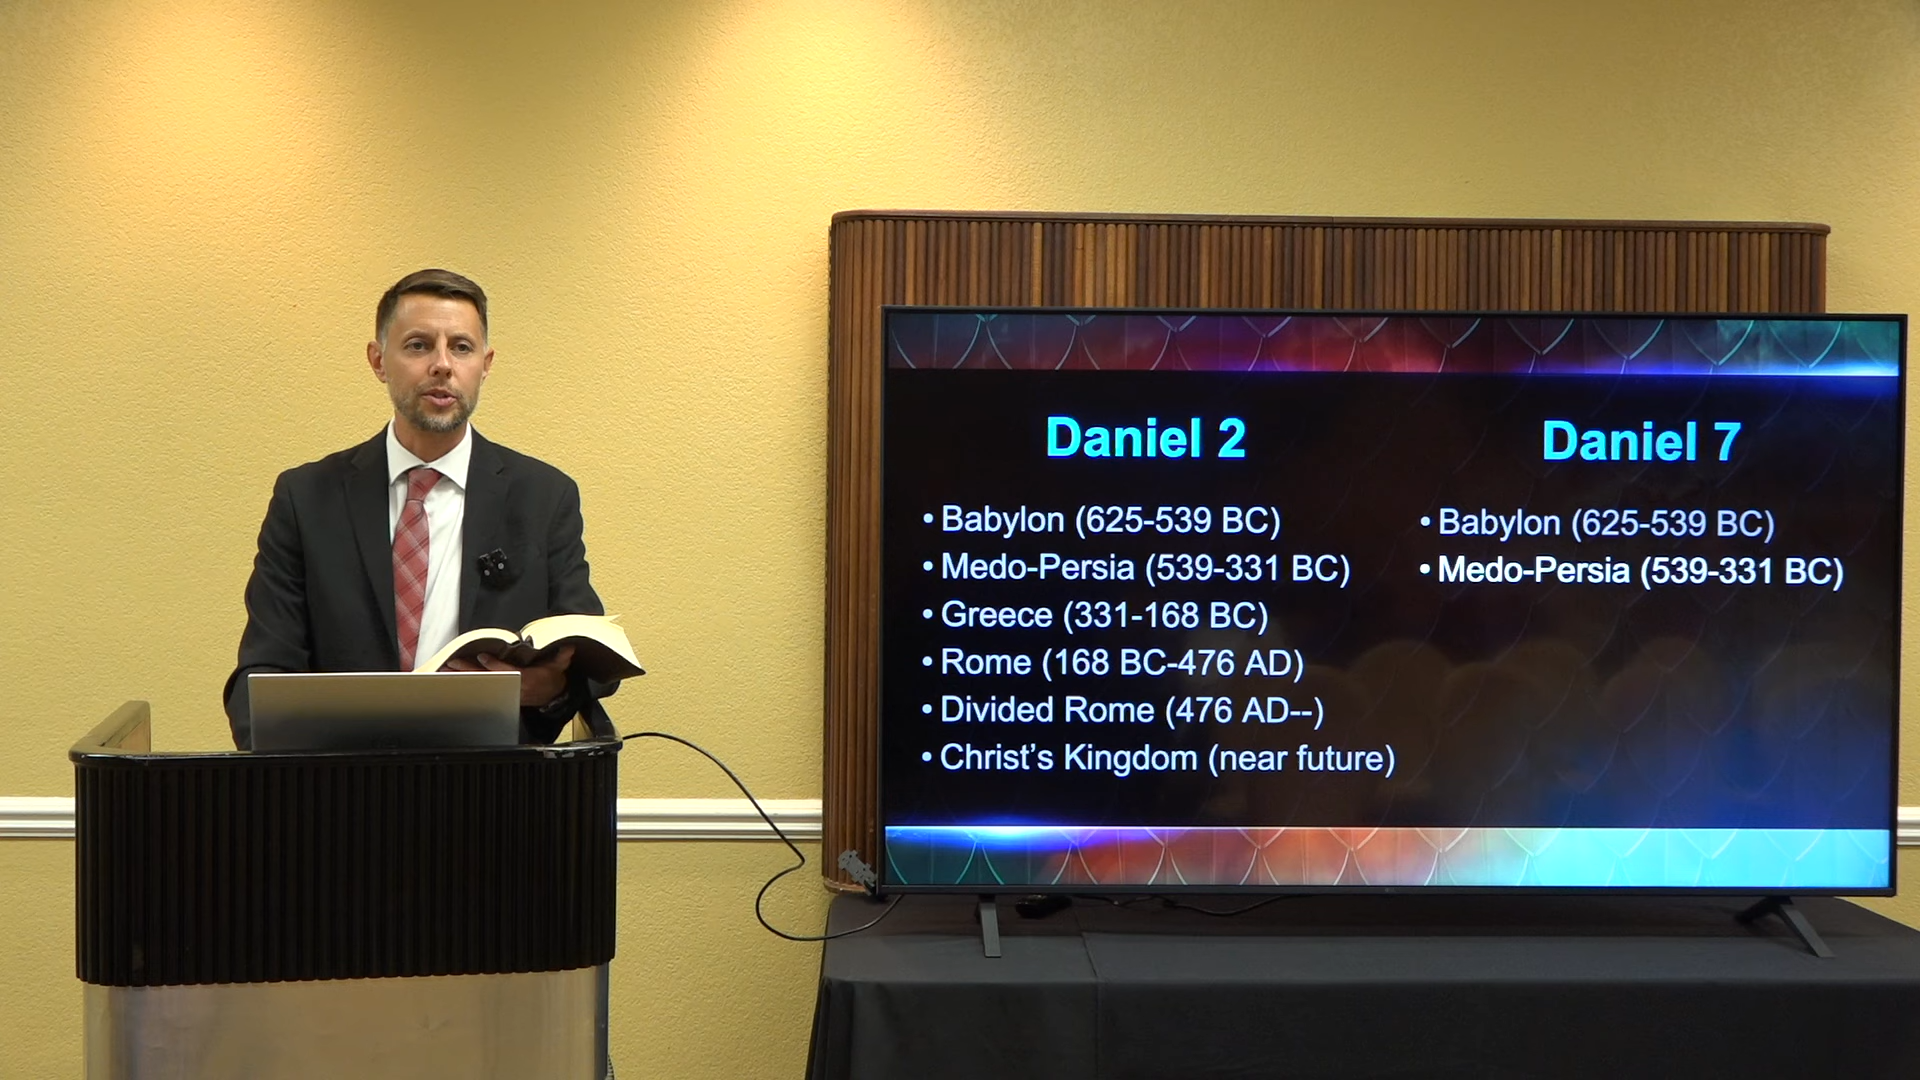 Daniel 2
• Babylon (625-539 BC)
• Medo-Persia (539-331 BC)
• Greece (331-168 BC)
• Rome (168 BC-476 AD)
• Divided Rome (476 AD--)
• Christ’s Kingdom (near future)
Daniel 7
• Babylon (625-539 BC)
• Medo-Persia (539-331 BC)